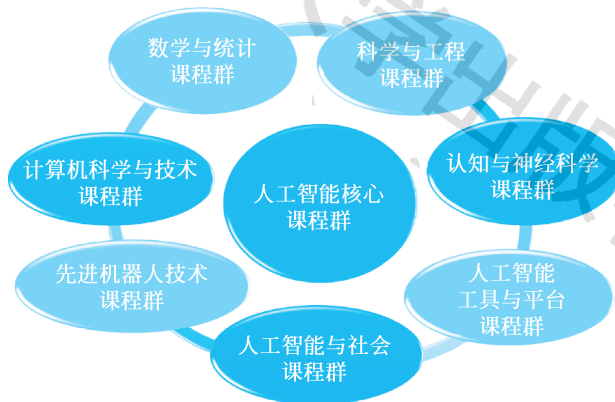 数学与统计
课程群
科学与工程
课程群
计算机科学与技术
课程群
人工智能核心
课程群
认知与神经科学
课程群
先进机器人技术
课程群
人工智能
工具与平台
课程群
人工智能与社会
课程群
学出版